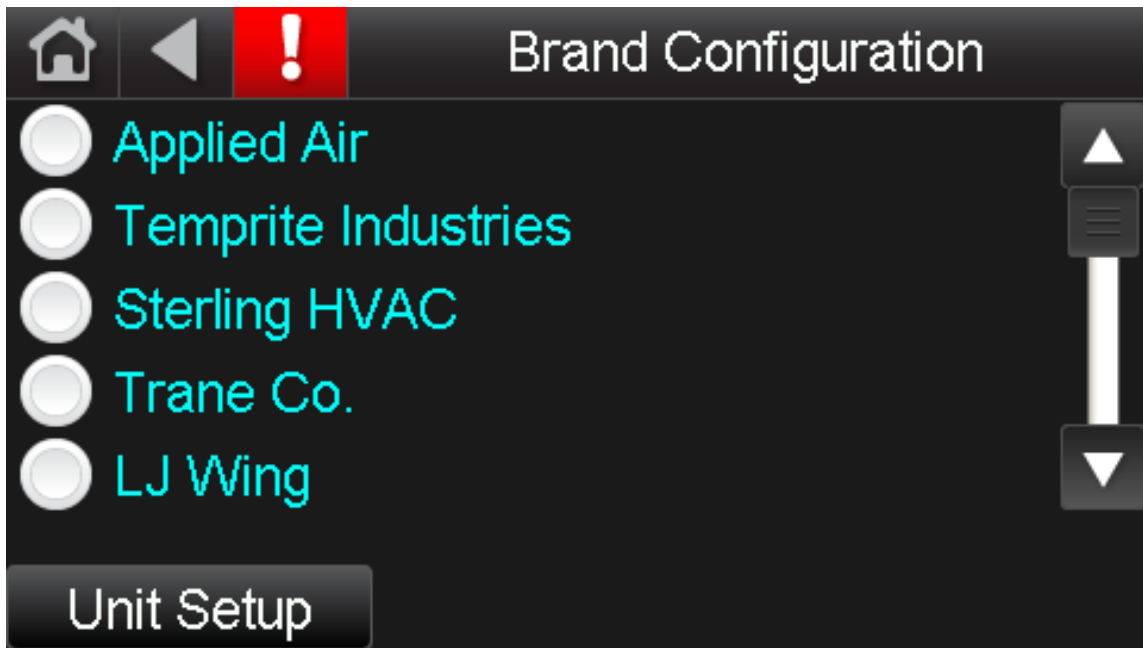 Brand Configuration
Applied Air
Temprite Industries
Sterling HVAC
Trane Co.
LJ Wing
Unit Setup